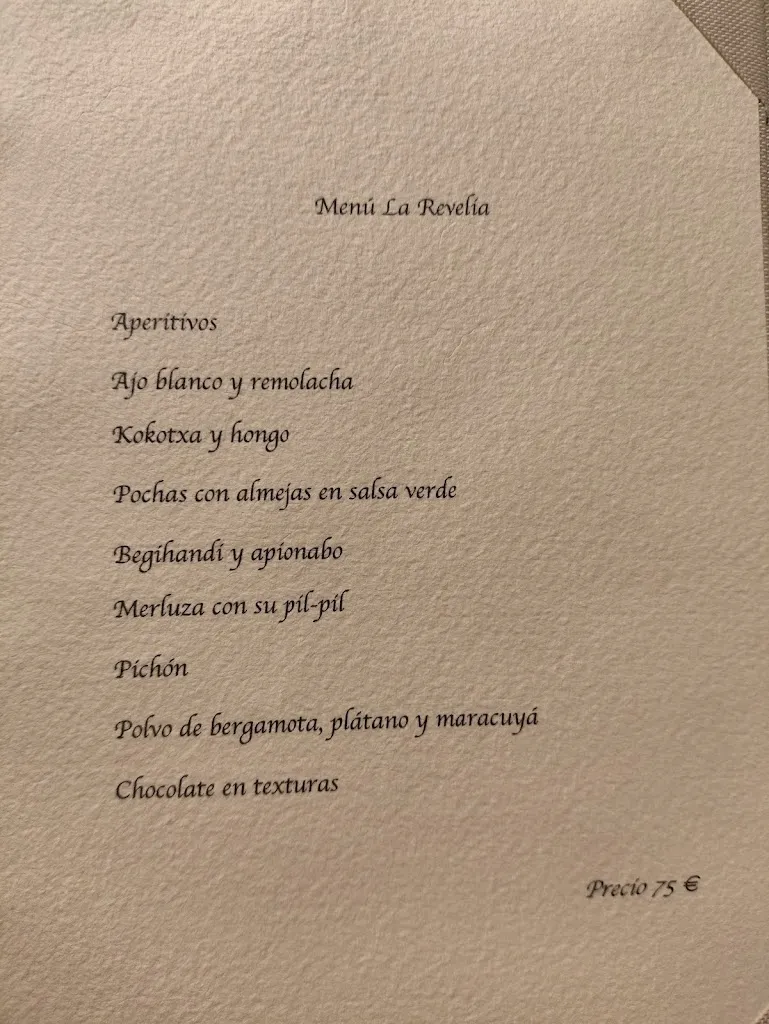 Menú La Revelía
Aperitivos
Ajo blanco y remolacha
Kokotxa y hongo
Pochas con almejas en salsa verde
Begihandi y apionabo
Merluza con su pil-pil
Pichón
Polvo de bergamota, plátano y maracuyá
Chocolate en texturas
Precio 75 €